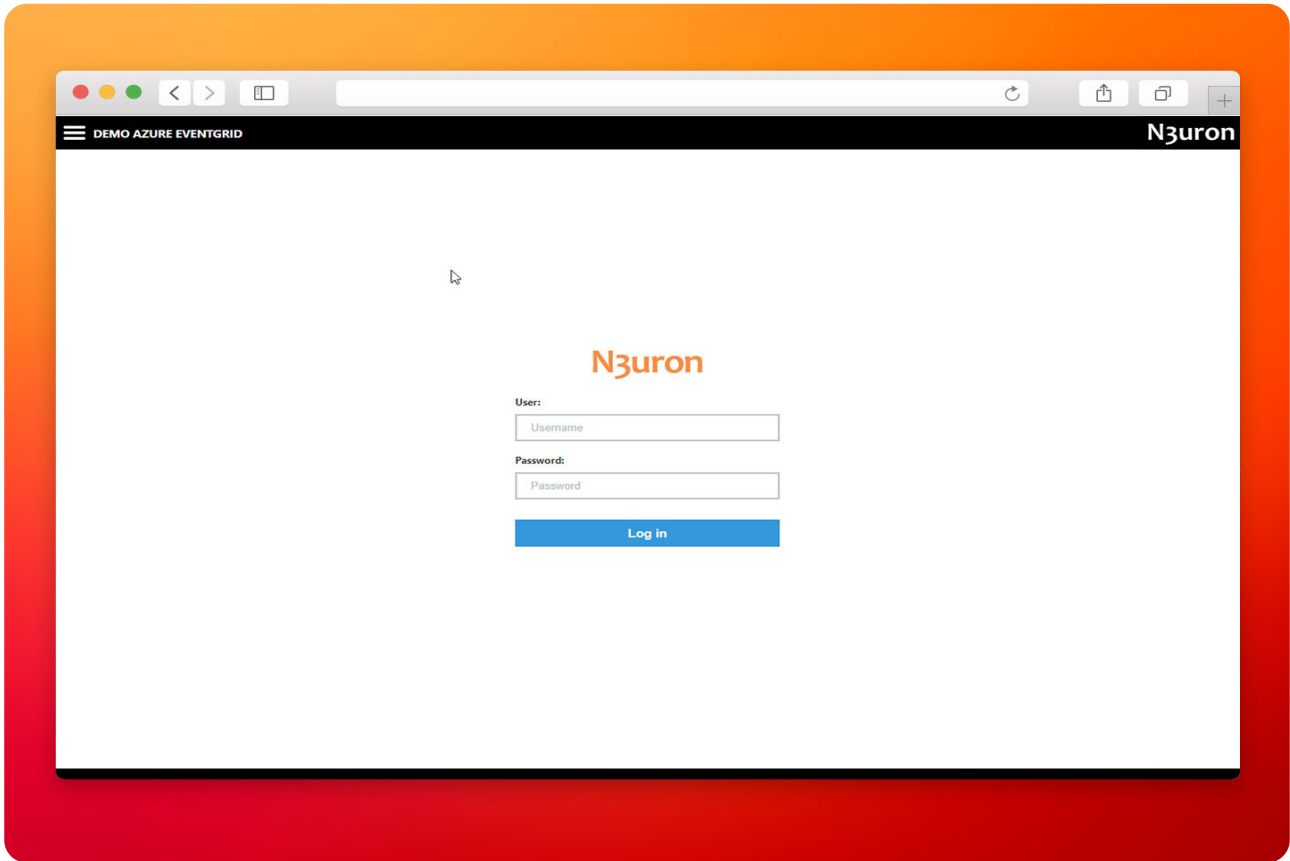 DEMO AZURE EVENTGRID
N3uron
N3uron
User:
Username
Password:
Password
Log in